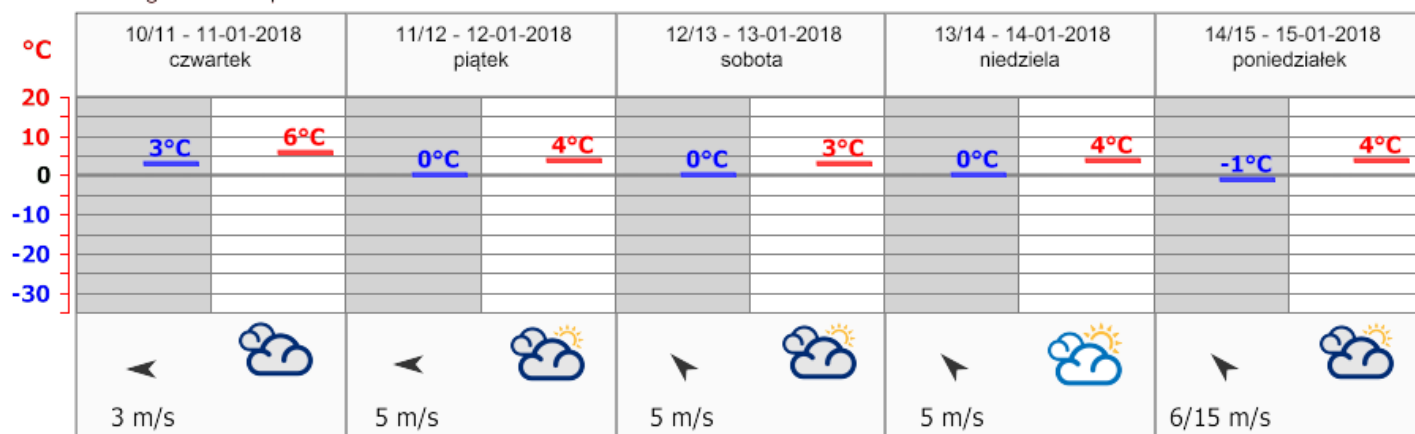 10/11 - 11-01-2018
czwartek
11/12 - 12-01-2018
piątek
12/13 - 13-01-2018
sobota
13/14 - 14-01-2018
niedziela
14/15 - 15-01-2018
poniedziałek
°C
20
10
0
-10
-20
-30
3°C
6°C
0°C
4°C
0°C
3°C
0°C
4°C
-1°C
4°C
3 m/s
5 m/s
5 m/s
5 m/s
6/15 m/s